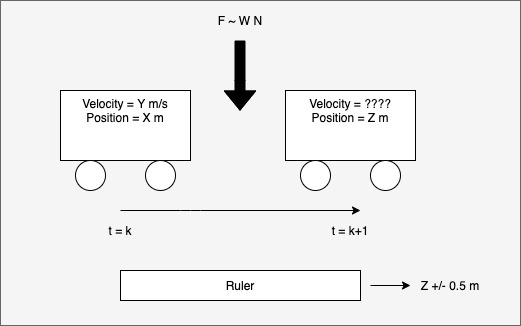 F ~ W N
Velocity = Y m/s
Position = X m
Velocity = ????
Position = Z m
t = k
t = k+1
Ruler
Z +/- 0.5 m